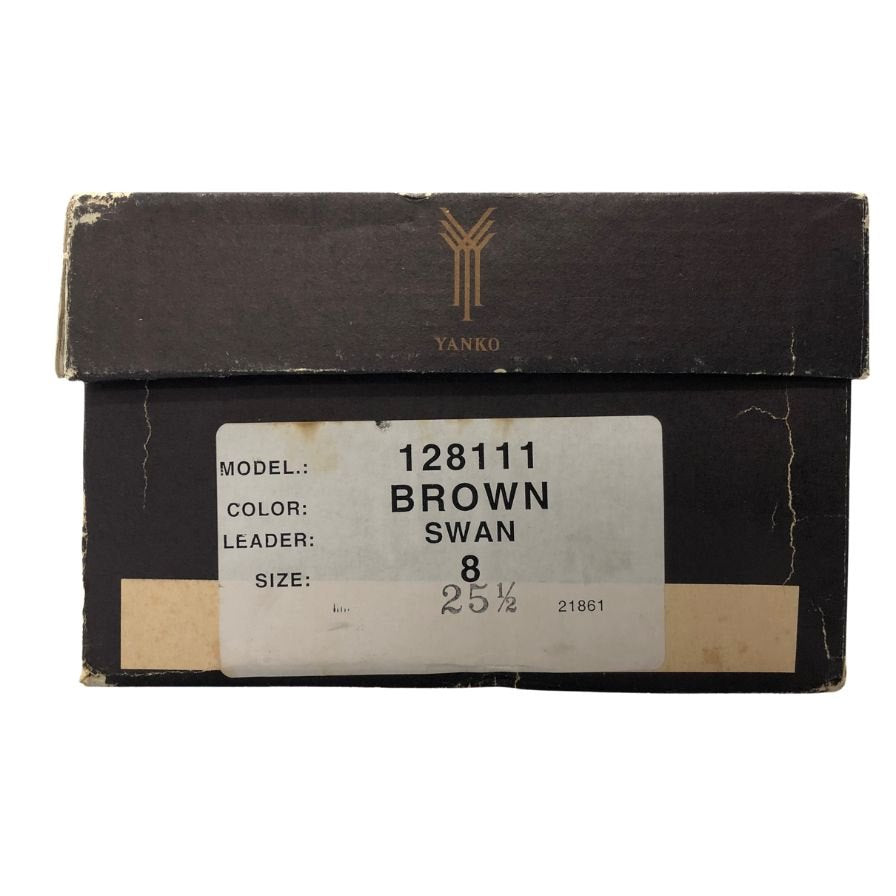 YANKO
MODEL.: 128111
COLOR: BROWN
LEADER: SWAN
SIZE: 8
25½ 21861